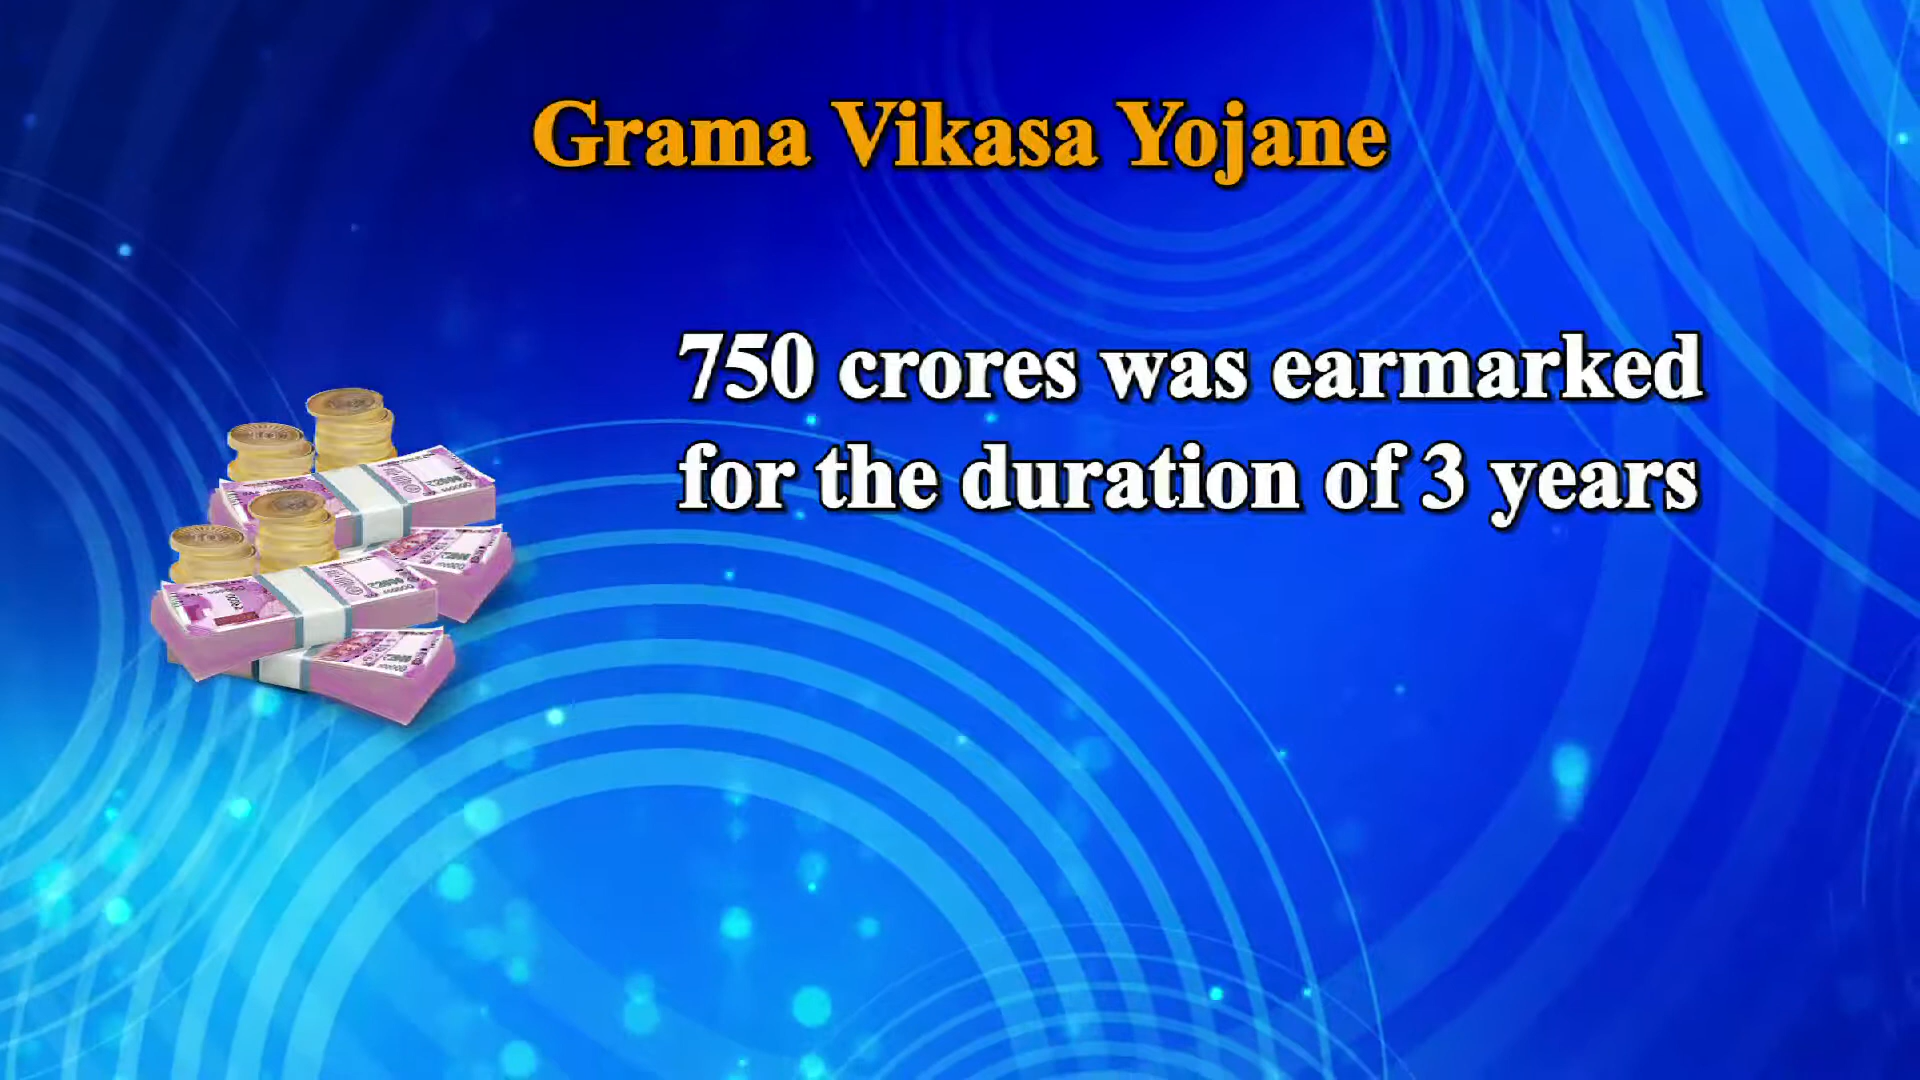 Grama Vikasa Yojane
750 crores was earmarked
for the duration of 3 years